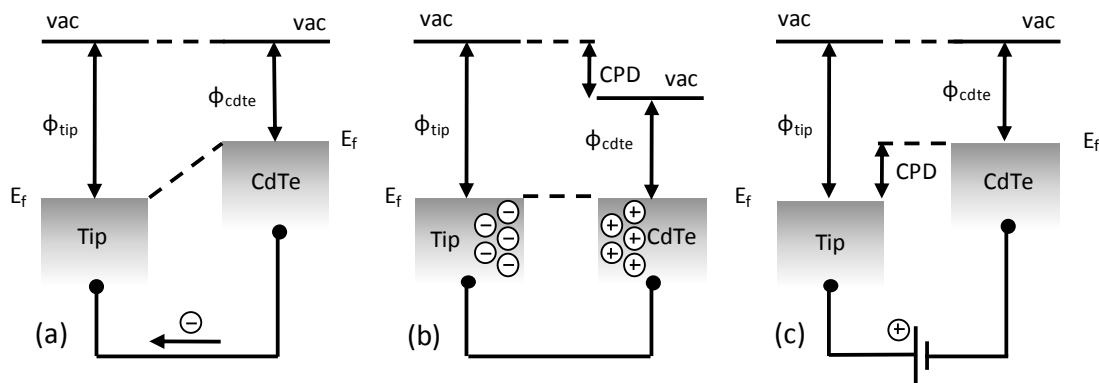 vac vac
ϕtip
ϕcdte
Ef
Ef
Tip
CdTe
−
(a)
vac
CPD
vac
ϕtip
ϕcdte
Ef
Tip
CdTe
− − − − −
+ + + + +
(b)
vac vac
ϕtip
ϕcdte
Ef
CPD
Ef
CdTe
Tip
+
(c)